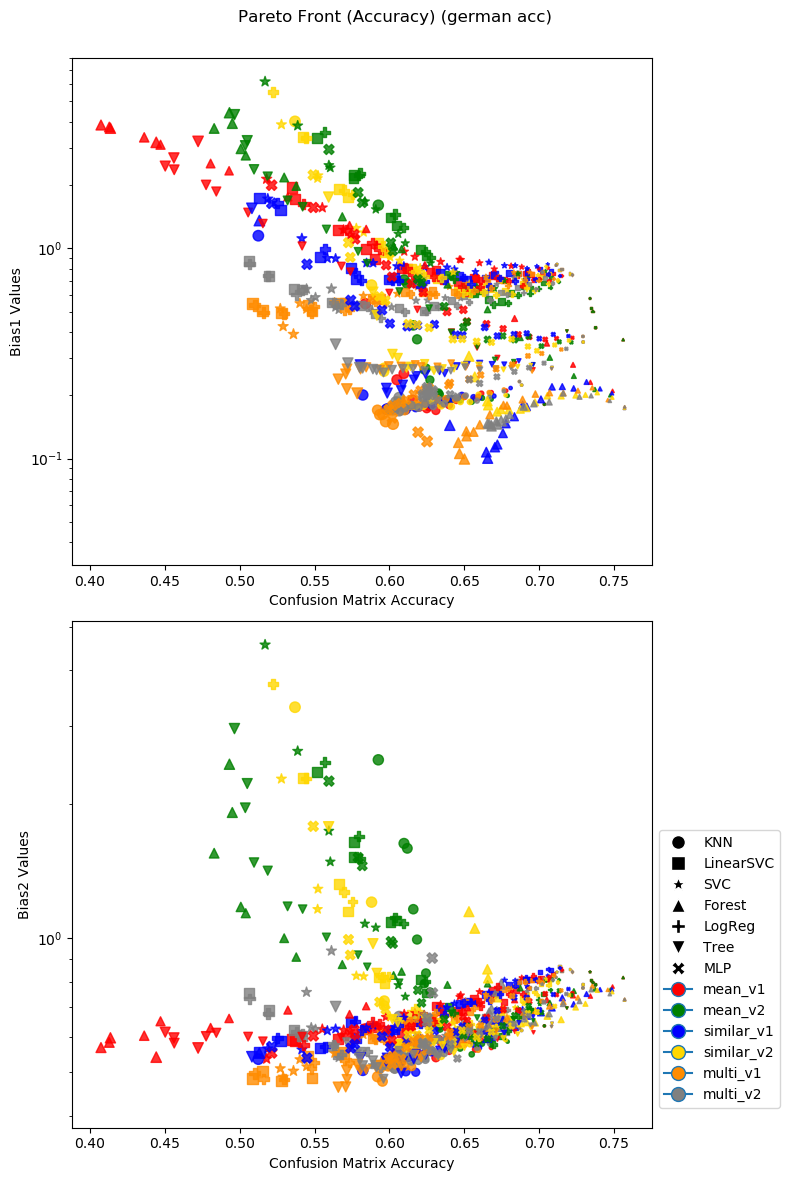 Pareto Front (Accuracy) (german acc)
Bias1 Values
10⁰
10⁻¹
0.40 0.45 0.50 0.55 0.60 0.65 0.70 0.75
Confusion Matrix Accuracy
Bias2 Values
10⁰
KNN
LinearSVC
SVC
Forest
LogReg
Tree
MLP
mean_v1
mean_v2
similar_v1
similar_v2
multi_v1
multi_v2
0.40 0.45 0.50 0.55 0.60 0.65 0.70 0.75
Confusion Matrix Accuracy